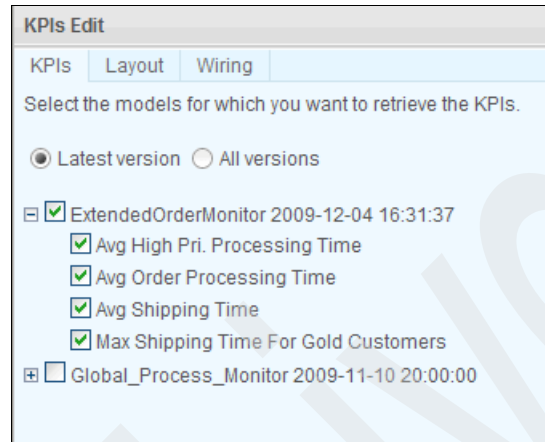 KPIs Edit
KPIs Layout Wiring
Select the models for which you want to retrieve the KPIs.
Latest version All versions
ExtendedOrderMonitor 2009-12-04 16:31:37
Avg High Pri. Processing Time
Avg Order Processing Time
Avg Shipping Time
Max Shipping Time For Gold Customers
Global_Process_Monitor 2009-11-10 20:00:00